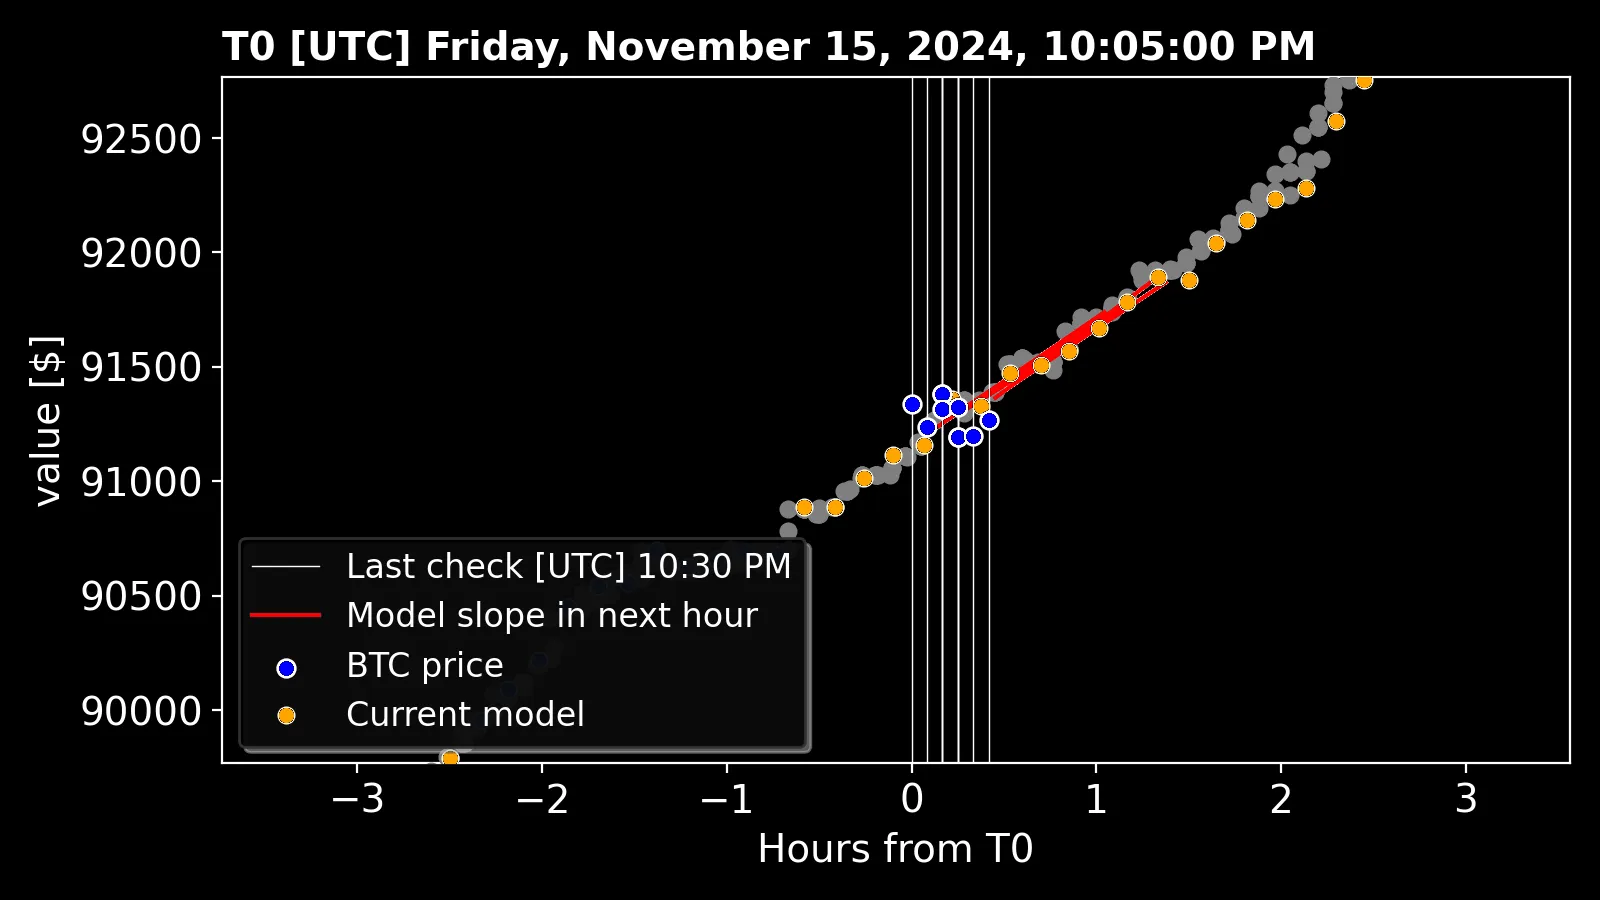 T0 [UTC] Friday, November 15, 2024, 10:05:00 PM
92500
92000
91500
91000
90500
90000
value [$]
Last check [UTC] 10:30 PM
Model slope in next hour
BTC price
Current model
−3 −2 −1 0 1 2 3
Hours from T0